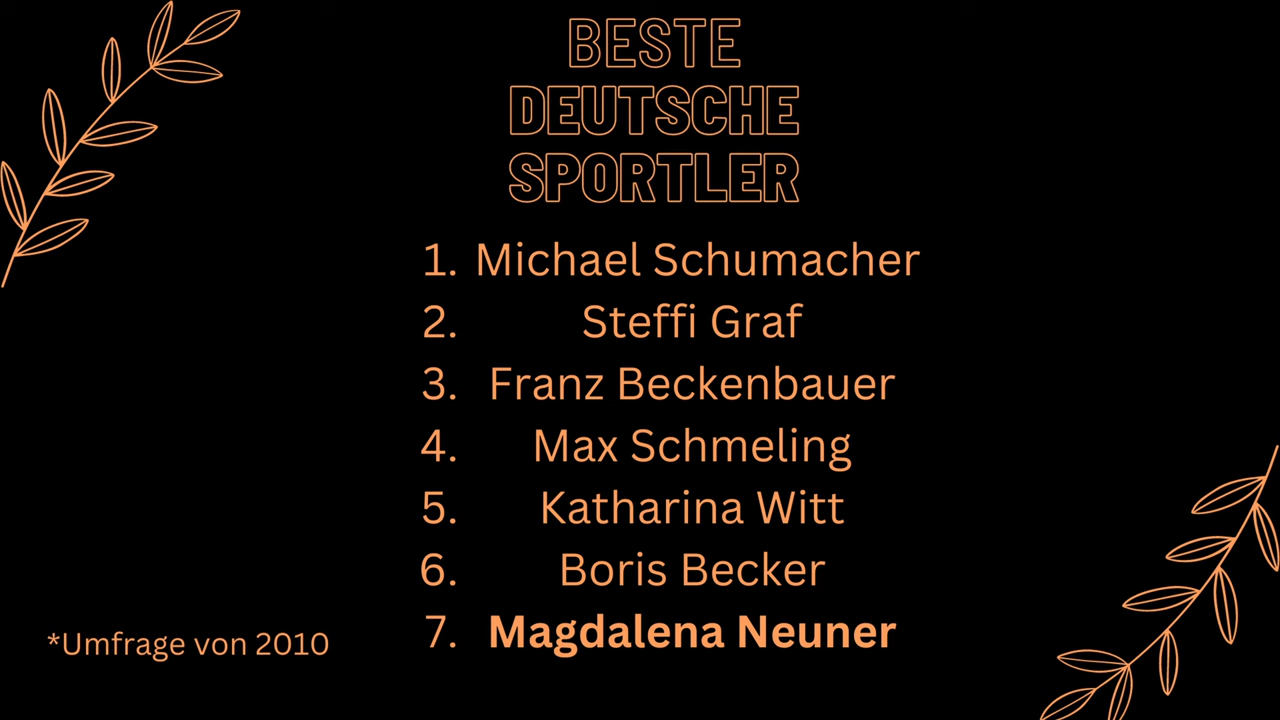 BESTE
DEUTSCHE
SPORTLER
1. Michael Schumacher
2. Steffi Graf
3. Franz Beckenbauer
4. Max Schmeling
5. Katharina Witt
6. Boris Becker
7. Magdalena Neuner
*Umfrage von 2010